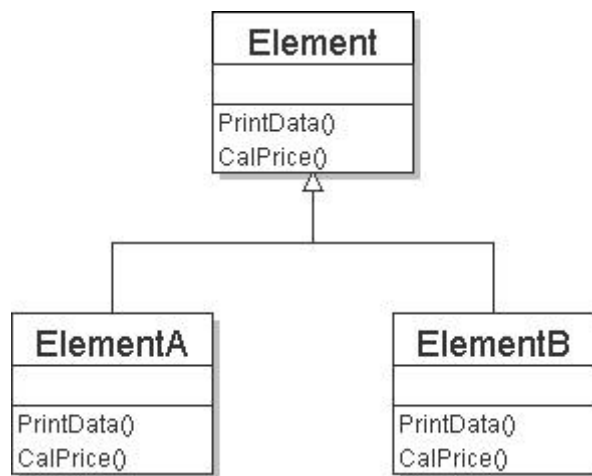 Element
PrintData()
CalPrice()
ElementA
PrintData()
CalPrice()
ElementB
PrintData()
CalPrice()